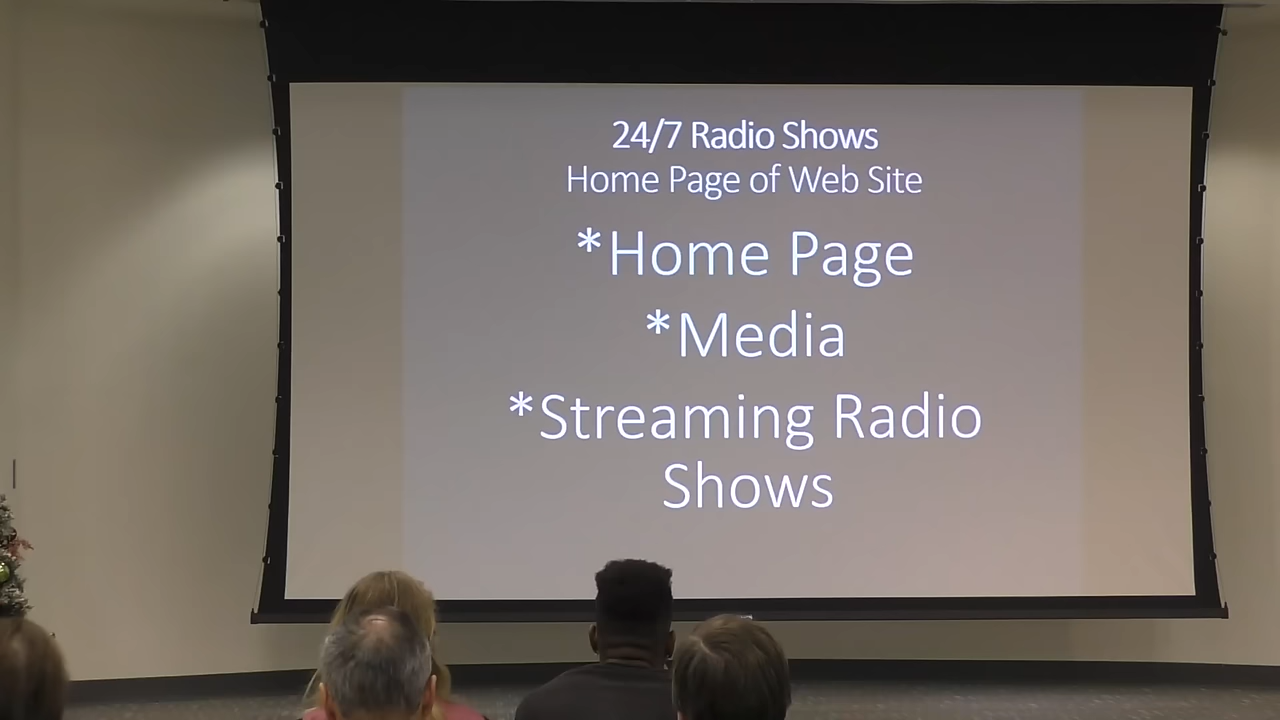 24/7 Radio Shows
Home Page of Web Site
*Home Page
*Media
*Streaming Radio
Shows